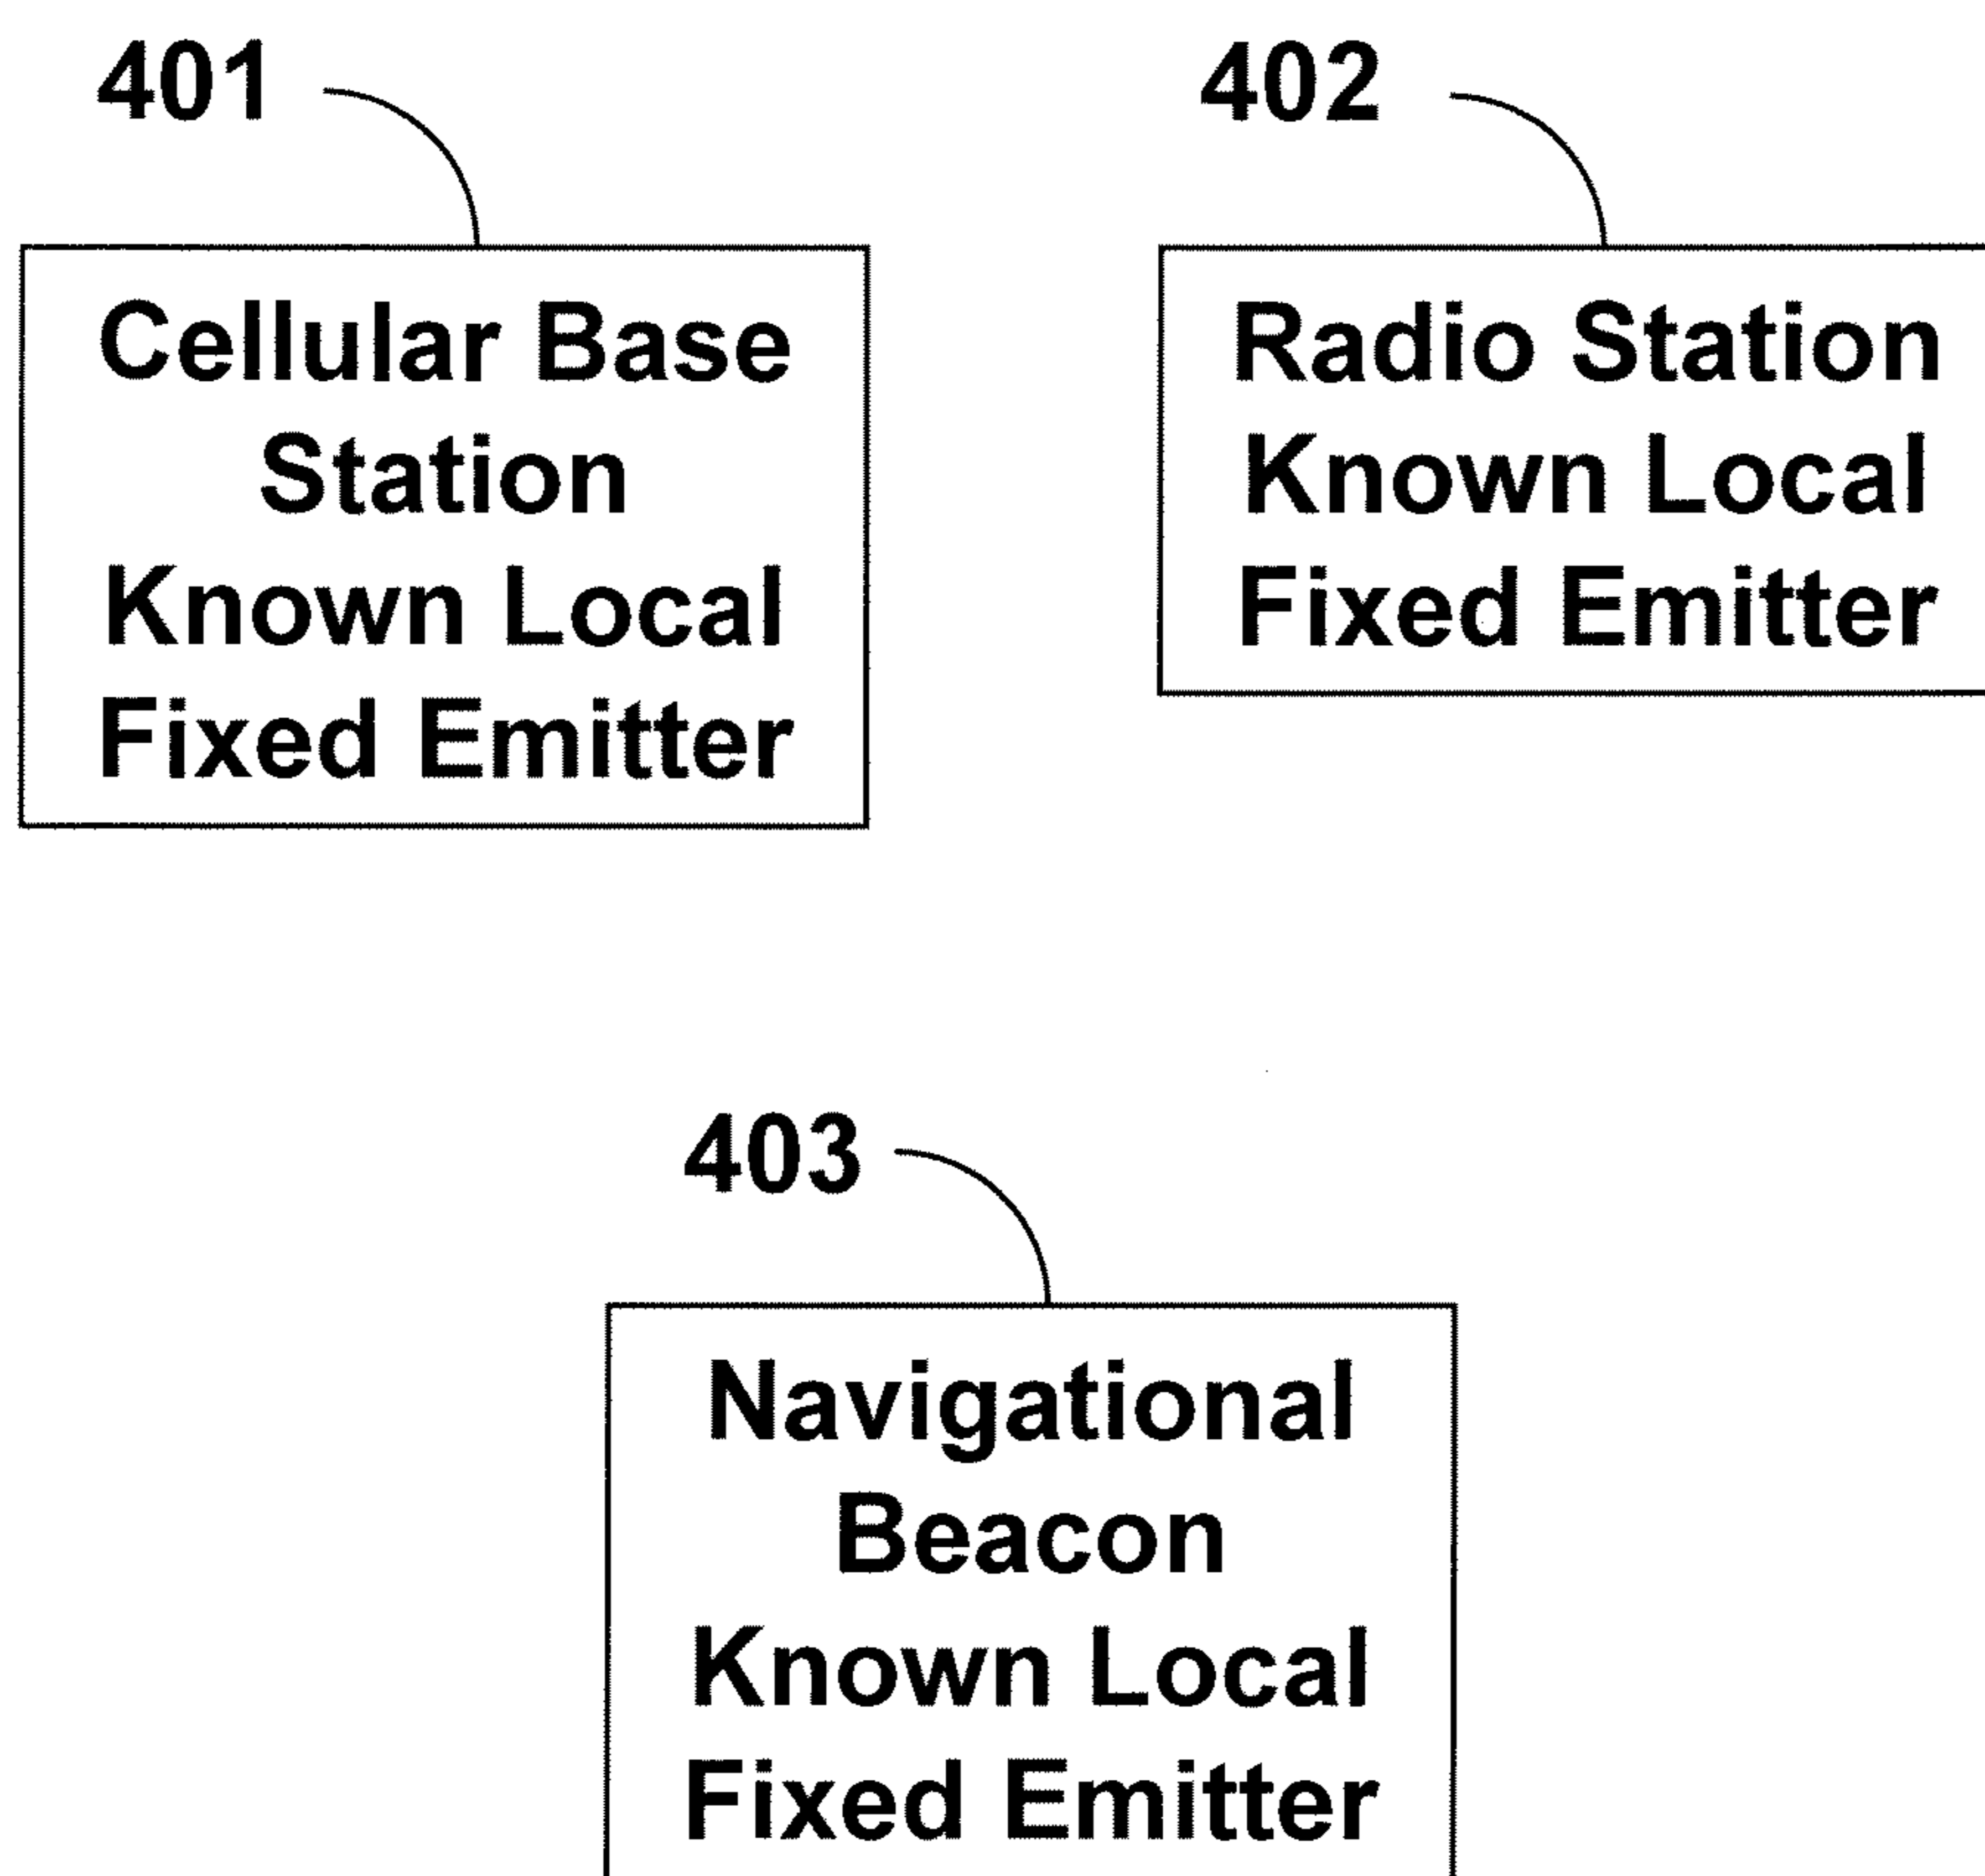 401
402
Cellular Base
Station
Known Local
Fixed Emitter
Radio Station
Known Local
Fixed Emitter
403
Navigational
Beacon
Known Local
Fixed Emitter